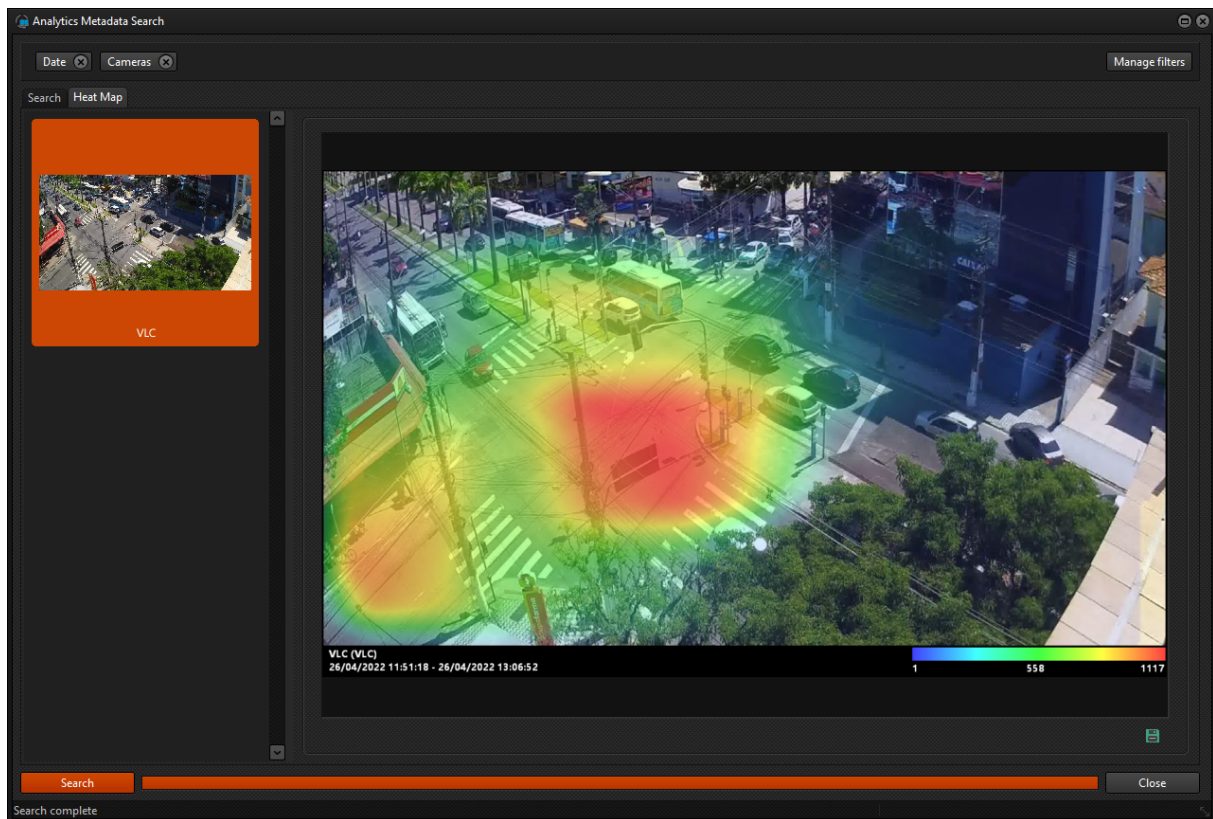 Analytics Metadata Search
Date Cameras Manage filters
Search Heat Map
VLC
VLC (VLC)
26/04/2022 11:51:18 - 26/04/2022 13:06:52
1 558 1117
Search Close
Search complete